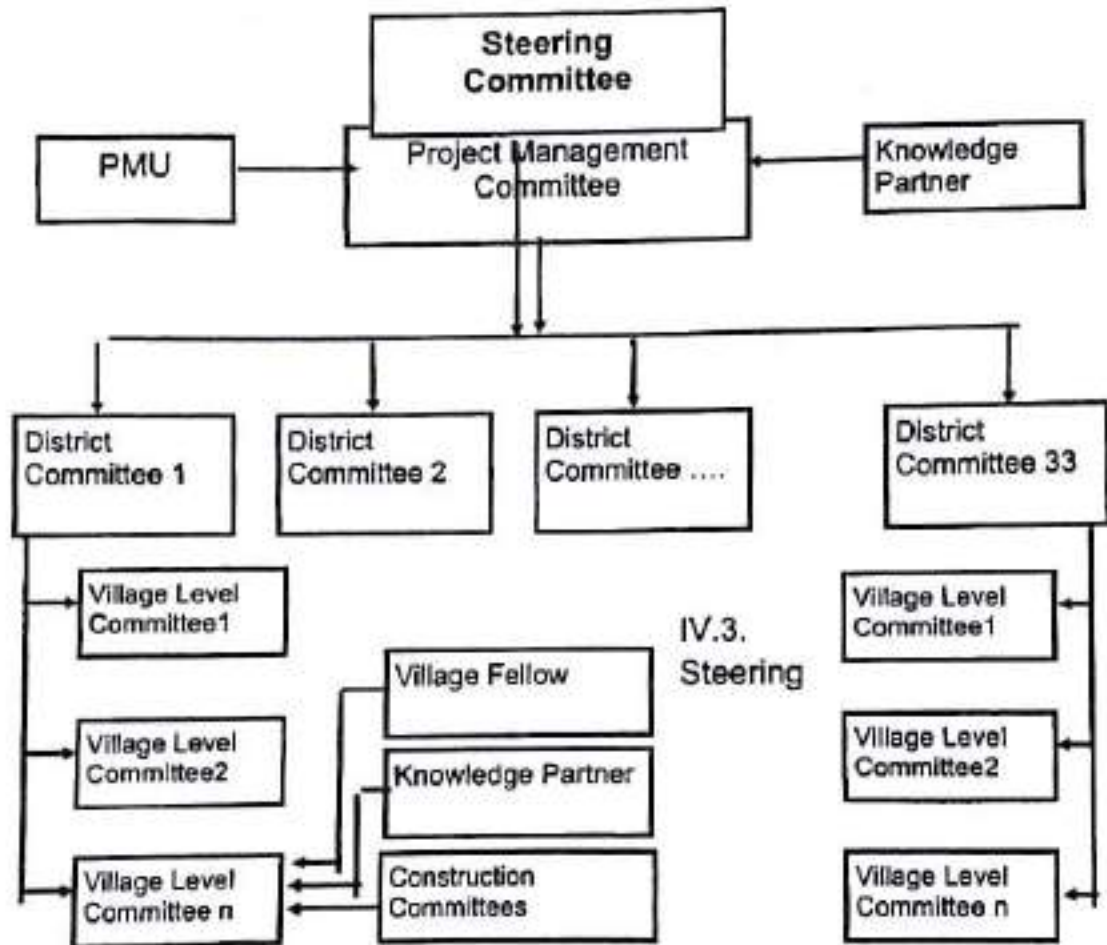 Steering
Committee
PMU
Project Management
Committee
Knowledge
Partner
District
Committee 1
District
Committee 2
District
Committee ....
District
Committee 33
Village Level
Committee1
Village Level
Committee2
Village Level
Committee n
Village Fellow
Knowledge Partner
Construction
Committees
IV.3.
Steering
Village Level
Committee1
Village Level
Committee2
Village Level
Committee n